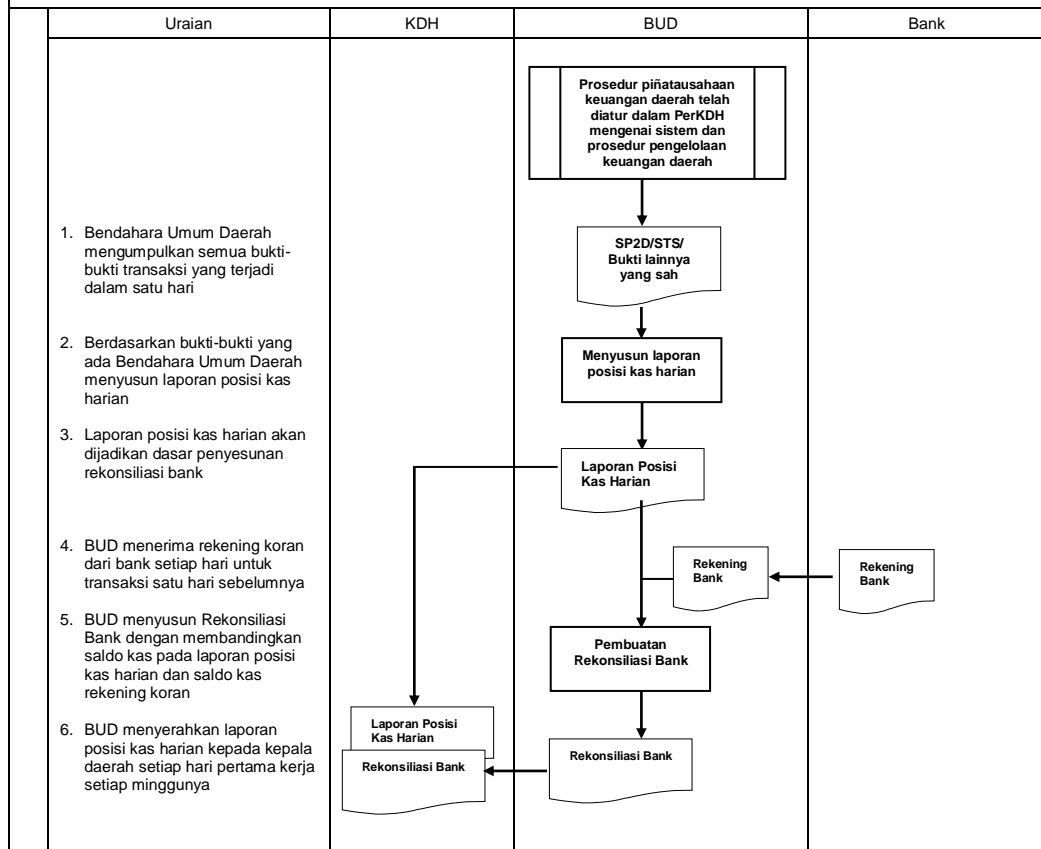 Uraian
KDH
BUD
Bank
Prosedur piñatausahaan
keuangan daerah telah
diatur dalam PerKDH
mengenai sistem dan
prosedur pengelolaan
keuangan daerah
1. Bendahara Umum Daerah
mengumpulkan semua bukti-
bukti transaksi yang terjadi
dalam satu hari
SP2D/STS/
Bukti lainnya
yang sah
2. Berdasarkan bukti-bukti yang
ada Bendahara Umum Daerah
menyusun laporan posisi kas
harian
Menyusun laporan
posisi kas harian
3. Laporan posisi kas harian akan
dijadikan dasar penyesunan
rekonsiliasi bank
Laporan Posisi
Kas Harian
4. BUD menerima rekening koran
dari bank setiap hari untuk
transaksi satu hari sebelumnya
Rekening
Bank
Rekening
Bank
5. BUD menyusun Rekonsiliasi
Bank dengan membandingkan
saldo kas pada laporan posisi
kas harian dan saldo kas
rekening koran
Pembuatan
Rekonsiliasi Bank
6. BUD menyerahkan laporan
posisi kas harian kepada kepala
daerah setiap hari pertama kerja
setiap minggunya
Laporan Posisi
Kas Harian
Rekonsiliasi Bank
Rekonsiliasi Bank